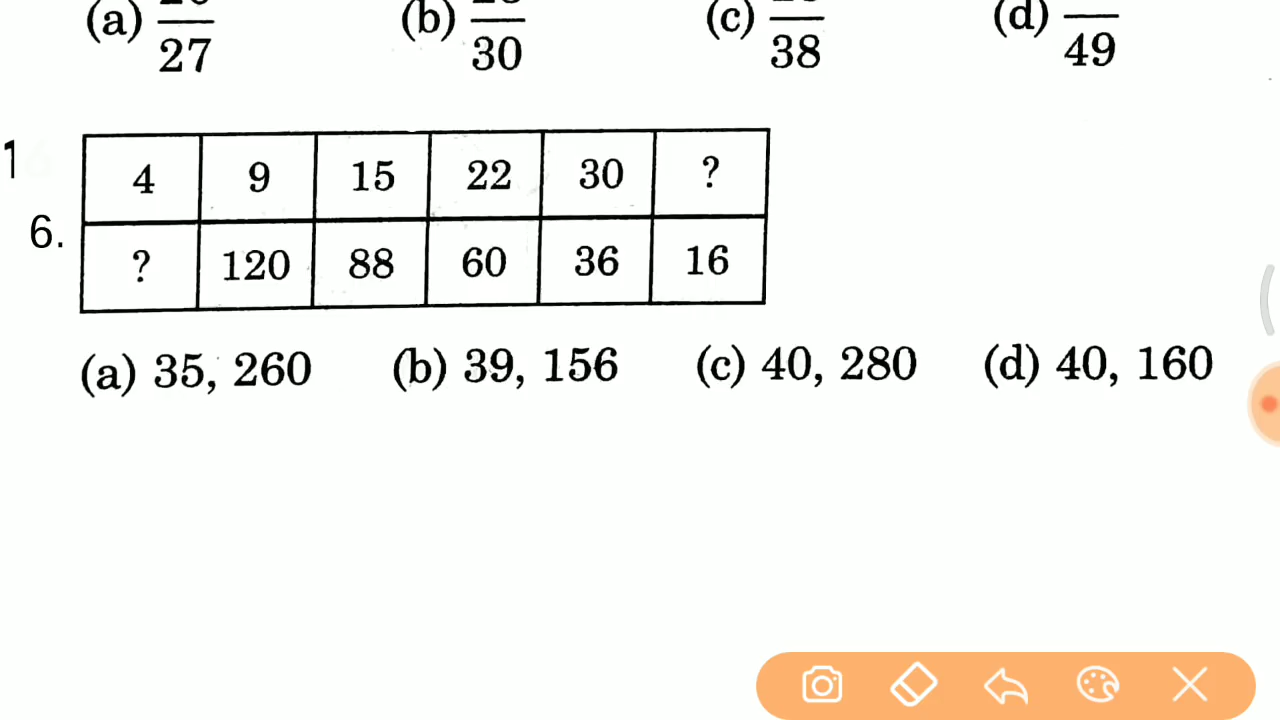 (a) 27 (b) 30 (c) 38 (d) 49
1
6.
4 9 15 22 30 ?
? 120 88 60 36 16
(a) 35, 260 (b) 39, 156 (c) 40, 280 (d) 40, 160